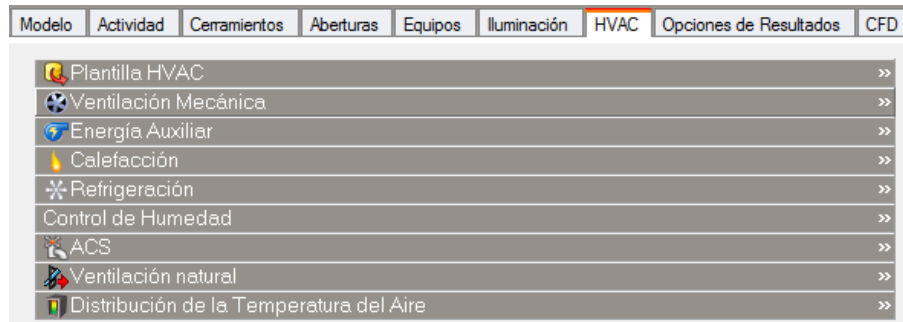 Modelo Actividad Cerramientos Aberturas Equipos Iluminación HVAC Opciones de Resultados CFD
Plantilla HVAC »
Ventilación Mecánica »
Energía Auxiliar »
Calefacción »
Refrigeración »
Control de Humedad »
ACS »
Ventilación natural »
Distribución de la Temperatura del Aire »